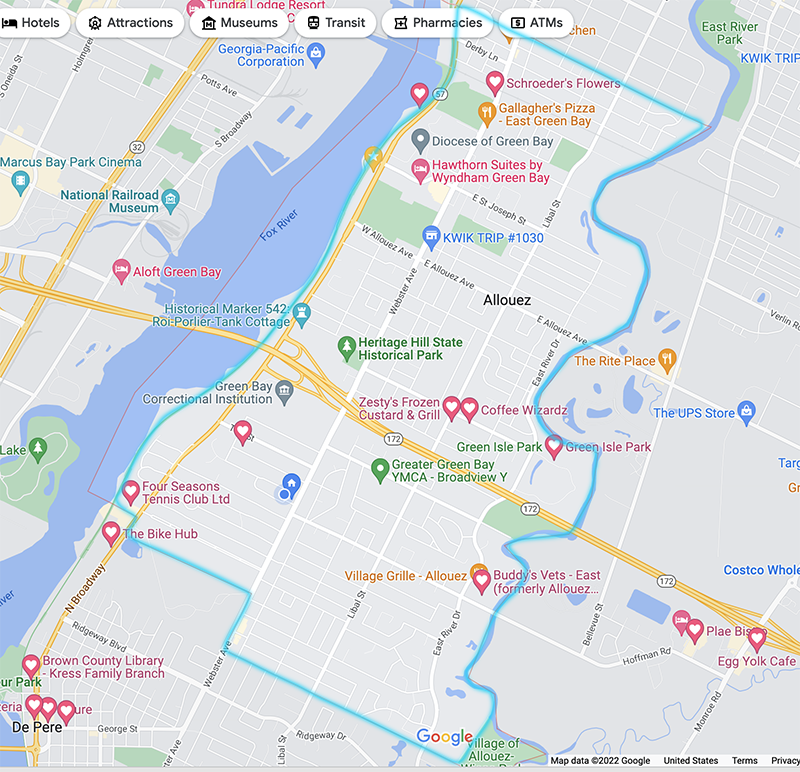 Tundra Lodge Resort
Hotels
Attractions
Museums
Transit
Pharmacies
ATMs
East River
Park
Georgia-Pacific
Corporation
Derby Ln
KWIK TRIP
S Oneida St
Potts Ave
57
Schroeder's Flowers
S Broadway
Gallagher's Pizza
- East Green Bay
32
Diocese of Green Bay
Marcus Bay Park Cinema
Hawthorn Suites by
Wyndham Green Bay
National Railroad
Museum
E St Joseph St
Libal St
Fox River
W Allouez Ave
KWIK TRIP #1030
E Allouez Ave
Aloft Green Bay
Webster Ave
Allouez
Historical Marker 542:
Roi-Porlier-Tank Cottage
E Allouez Ave
Heritage Hill State
Historical Park
East River Dr
The Rite Place
Green Bay
Correctional Institution
Zesty's Frozen
Custard & Grill
Coffee Wizardz
The UPS Store
172
Green Isle Park
Green Isle Park
Lake
Greater Green Bay
YMCA - Broadview Y
Four Seasons
Tennis Club Ltd
172
The Bike Hub
Village Grille - Allouez
Buddy's Vets - East
(formerly Allouez...
Costco Whole
172
N Broadway
Libal St
East River Dr
Bellevue St
Ridgeway Blvd
Plae Bis
Webster Ave
Hoffman Rd
Egg Yolk Cafe
Brown County Library
- Kress Family Branch
Monroe Rd
De Pere
George St
Ridgeway Dr
Libal St
Google
Village of
Allouez-
Map data ©2022 Google
United States
Terms
Privacy